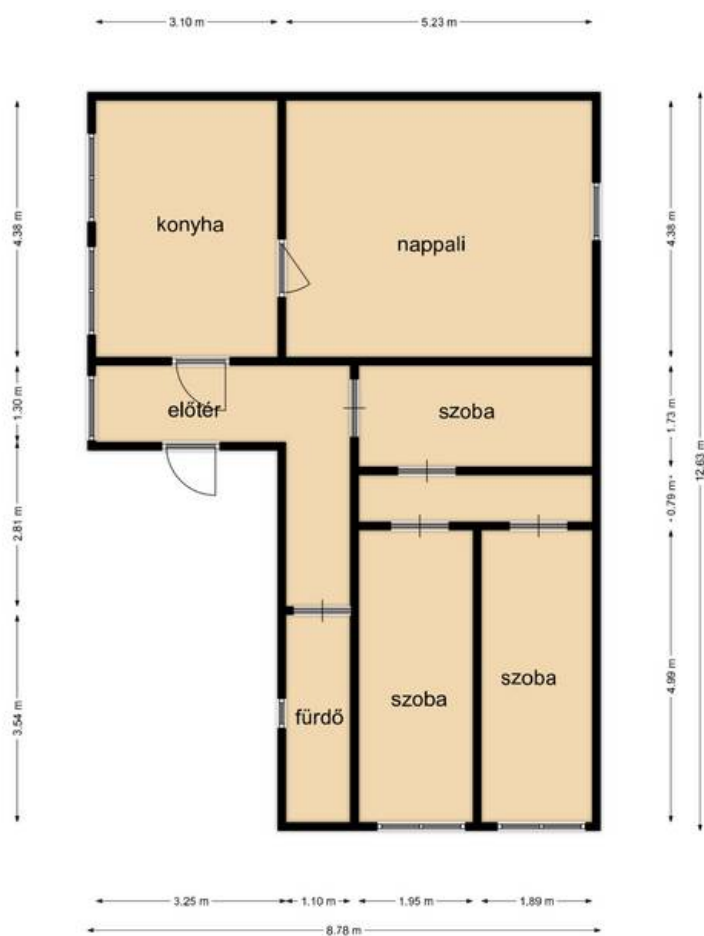 3.10 m
5.23 m
4.38 m
konyha
nappali
4.38 m
12.63 m
1.30 m
előtér
szoba
1.73 m
0.79 m
2.81 m
4.99 m
szoba
szoba
fürdő
3.54 m
3.25 m
1.10 m
1.95 m
1.89 m
8.78 m